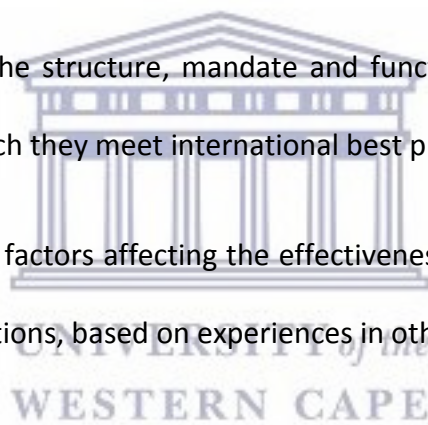 he structure, mandate and func
ch they meet international best p
factors affecting the effectivenes
tions, based on experiences in oth
UNIVERSITY of the
WESTERN CAPE